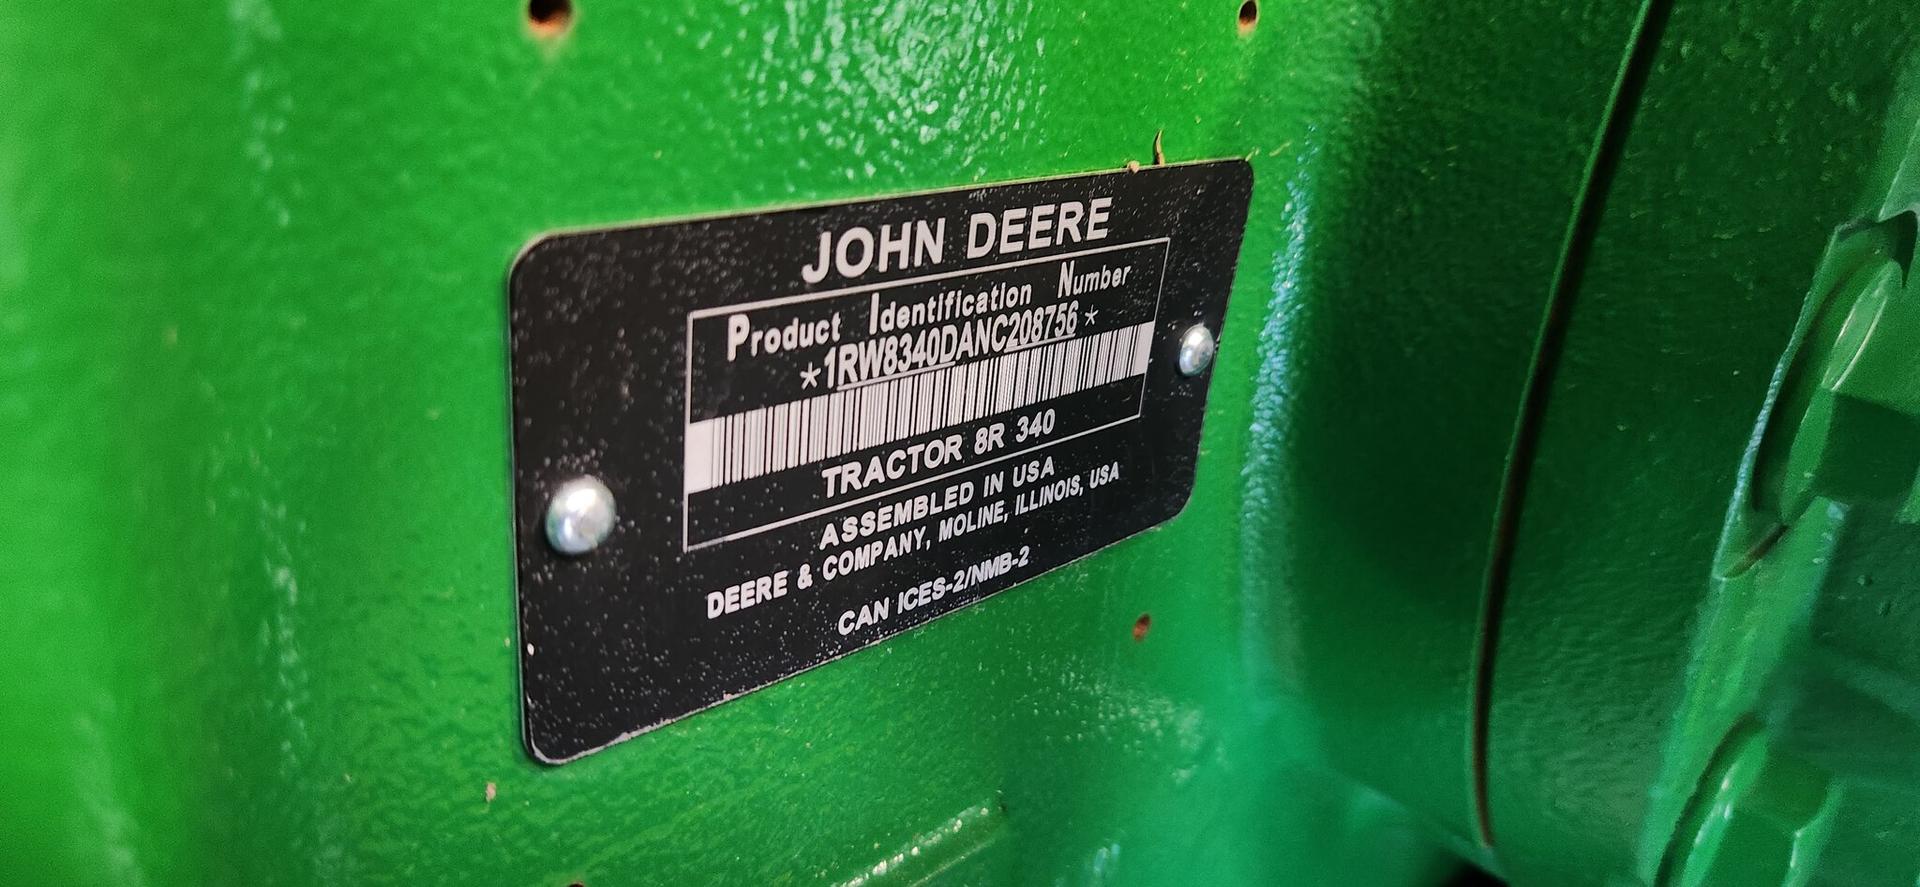 JOHN DEERE
Product Identification Number
*1RW8340DANC208756*
TRACTOR 8R 340
ASSEMBLED IN USA
DEERE & COMPANY, MOLINE, ILLINOIS, USA
CAN ICES-2/NMB-2